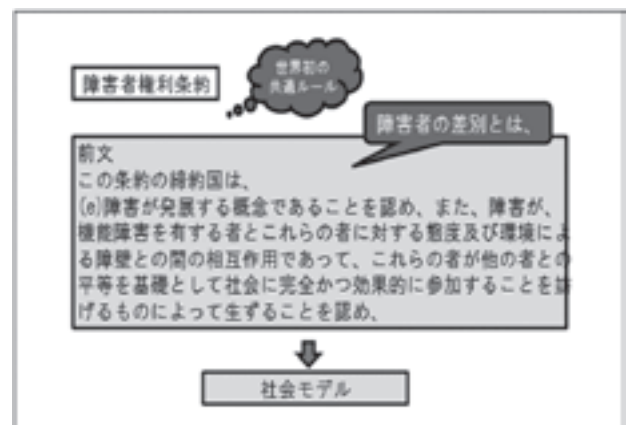 障害者権利条約
世界初の
共通ルール
障害者の差別とは、
前文
この条約の締約国は、
(e)障害が発展する概念であることを認め、また、障害が、
機能障害を有する者とこれらの者に対する態度及び環境によ
る障壁との間の相互作用であって、これらの者が他の者との
平等を基礎として社会に完全かつ効果的に参加することを妨
げるものによって生ずることを認め、
社会モデル